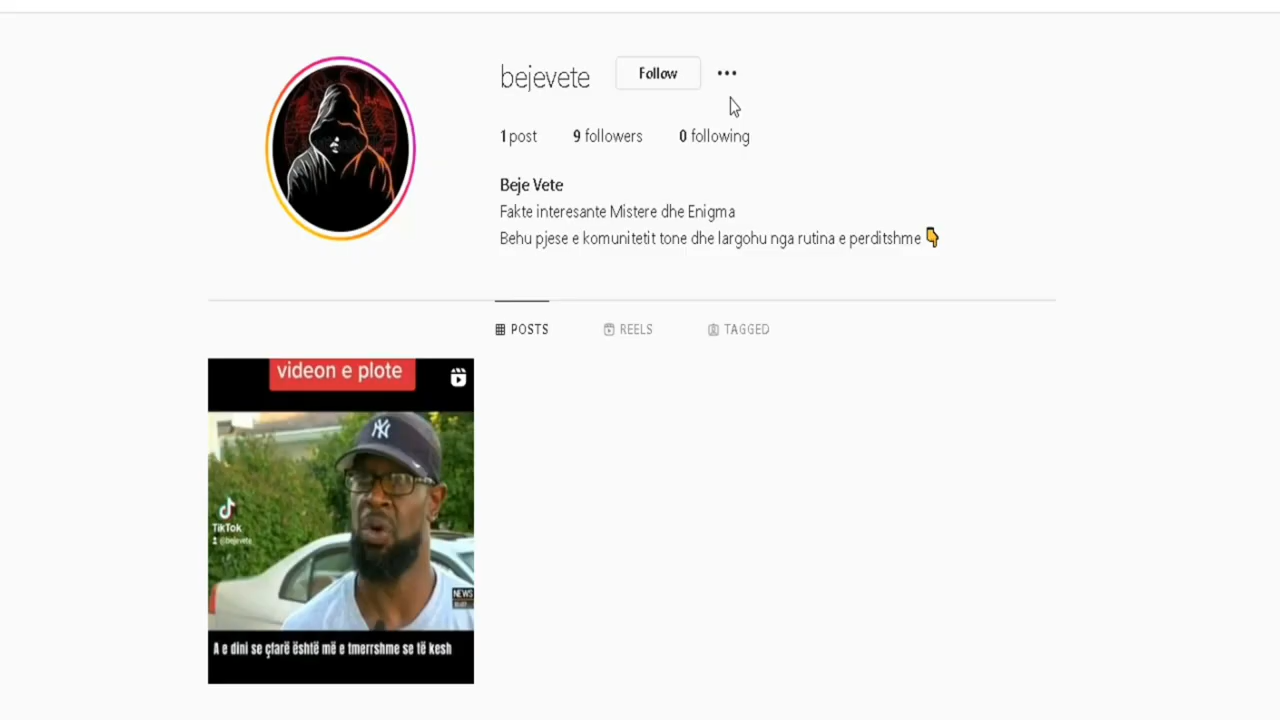 bejevete Follow
1 post 9 followers 0 following
Beje Vete
Fakte interesante Mistere dhe Enigma
Behu pjese e komunitetit tone dhe largohu nga rutina e perditshme 👇
POSTS REELS TAGGED
videon e plote
NY
TikTok
@bejevete
NEWS
A e dini se çfarë është më e tmerrshme se të kesh